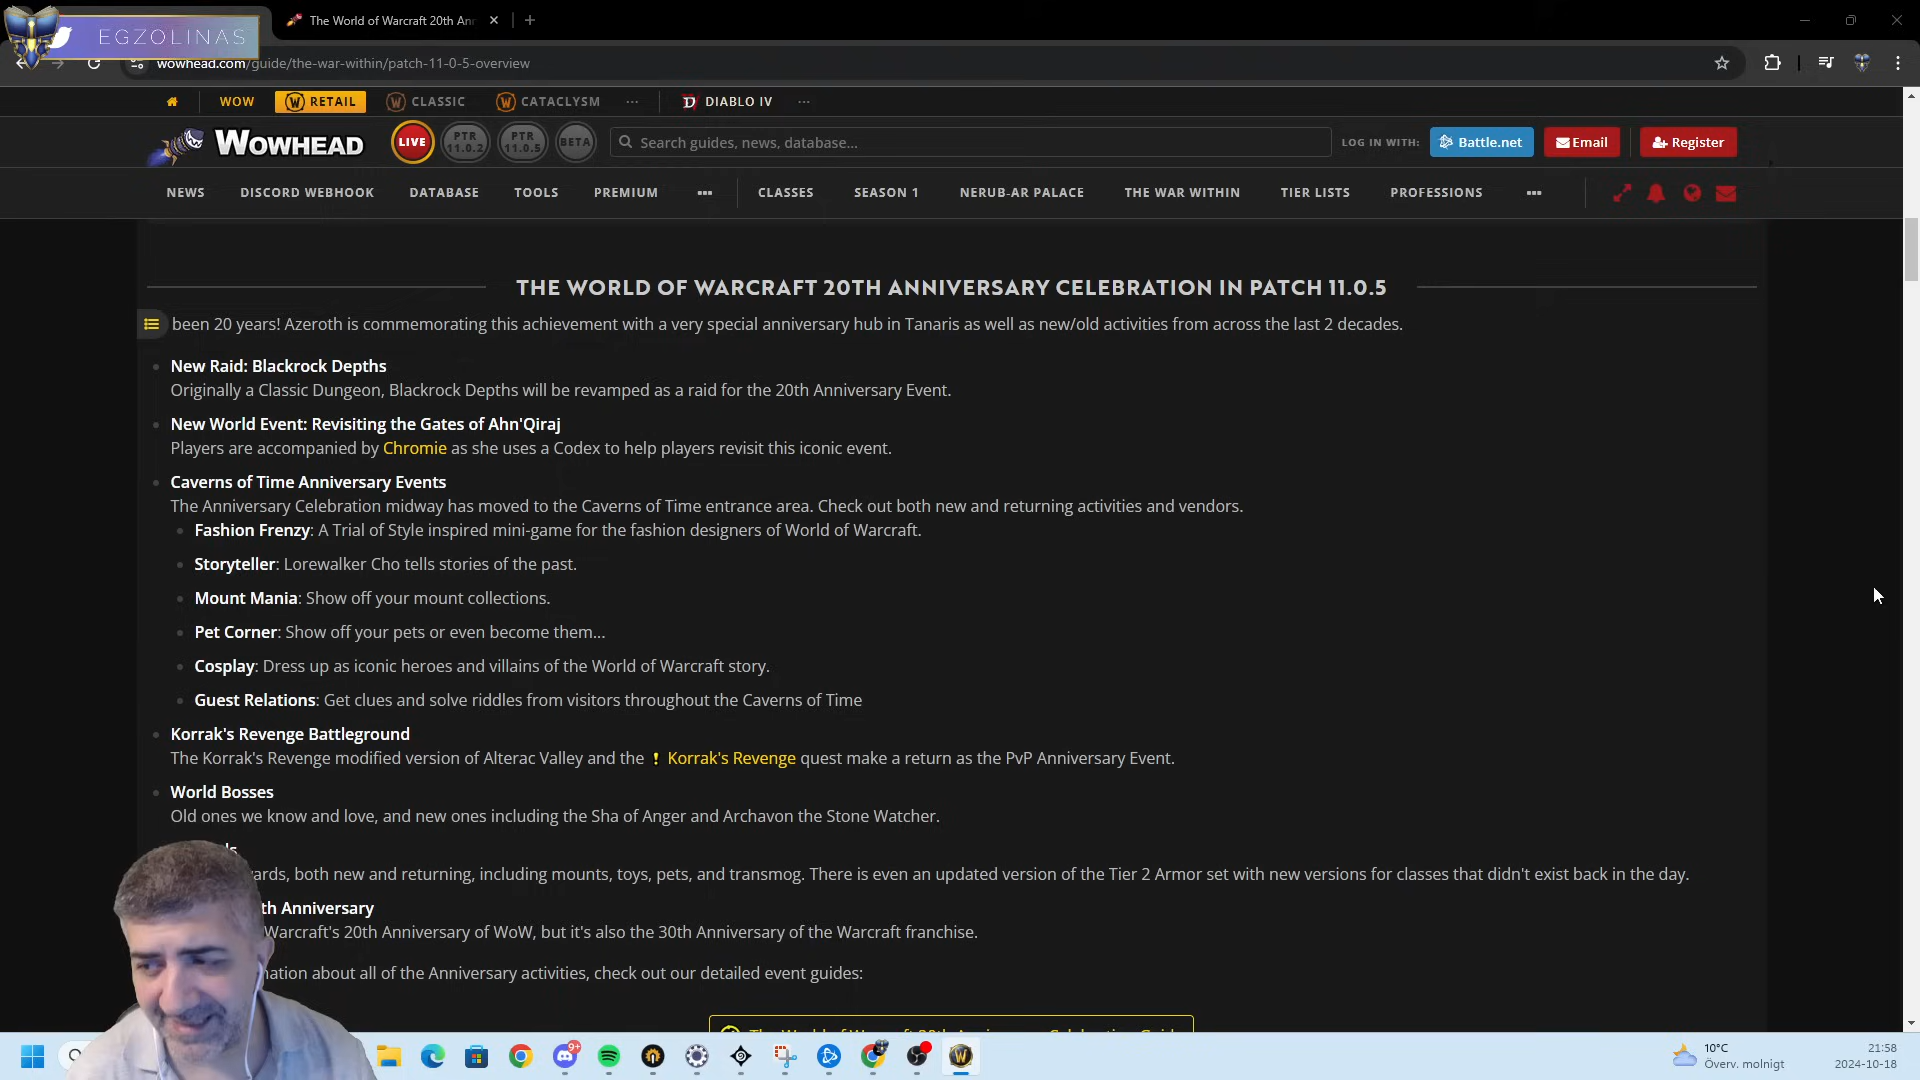 EGZOLINAS
The World of Warcraft 20th An
wowhead.com/guide/the-war-within/patch-11-0-5-overview
WOW RETAIL CLASSIC CATACLYSM ... DIABLO IV ...
WOWHEAD LIVE PTR 11.0.2 PTR 11.0.5 BETA Search guides, news, database... LOG IN WITH: Battle.net Email Register
NEWS DISCORD WEBHOOK DATABASE TOOLS PREMIUM ... CLASSES SEASON 1 NERUB-AR PALACE THE WAR WITHIN TIER LISTS PROFESSIONS ...
THE WORLD OF WARCRAFT 20TH ANNIVERSARY CELEBRATION IN PATCH 11.0.5
been 20 years! Azeroth is commemorating this achievement with a very special anniversary hub in Tanaris as well as new/old activities from across the last 2 decades.
New Raid: Blackrock Depths
Originally a Classic Dungeon, Blackrock Depths will be revamped as a raid for the 20th Anniversary Event.
New World Event: Revisiting the Gates of Ahn'Qiraj
Players are accompanied by Chromie as she uses a Codex to help players revisit this iconic event.
Caverns of Time Anniversary Events
The Anniversary Celebration midway has moved to the Caverns of Time entrance area. Check out both new and returning activities and vendors.
Fashion Frenzy: A Trial of Style inspired mini-game for the fashion designers of World of Warcraft.
Storyteller: Lorewalker Cho tells stories of the past.
Mount Mania: Show off your mount collections.
Pet Corner: Show off your pets or even become them...
Cosplay: Dress up as iconic heroes and villains of the World of Warcraft story.
Guest Relations: Get clues and solve riddles from visitors throughout the Caverns of Time
Korrak's Revenge Battleground
The Korrak's Revenge modified version of Alterac Valley and the ! Korrak's Revenge quest make a return as the PvP Anniversary Event.
World Bosses
Old ones we know and love, and new ones including the Sha of Anger and Archavon the Stone Watcher.
ards, both new and returning, including mounts, toys, pets, and transmog. There is even an updated version of the Tier 2 Armor set with new versions for classes that didn't exist back in the day.
th Anniversary
Warcraft's 20th Anniversary of WoW, but it's also the 30th Anniversary of the Warcraft franchise.
ation about all of the Anniversary activities, check out our detailed event guides:
10°C 21:58
Överv. molnigt 2024-10-18